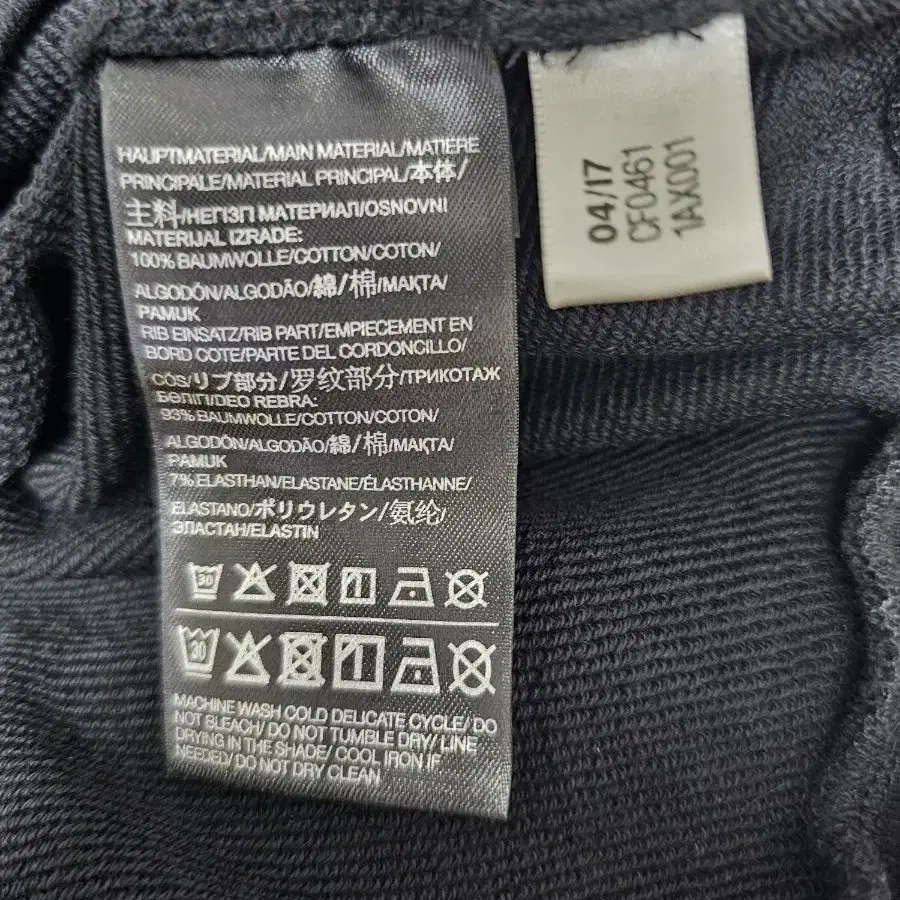 HAUPTMATERIAL/MAIN MATERIAL/MATIERE
PRINCIPALE/MATERIAL PRINCIPAL/本体/
主料/НЕГІЗГІ МАТЕРИАЛ/OSNOVNI
MATERIJAL IZRADE:
100% BAUMWOLLE/COTTON/COTON/
ALGODÓN/ALGODÃO/綿/棉/МАҚТА/
PAMUK
RIB EINSATZ/RIB PART/EMPIECEMENT EN
BORD COTE/PARTE DEL CORDONCILLO/
CÓS/リブ部分/罗纹部分/ТРИКОТАЖ
БӨЛІГІ/DEO REBRA:
93% BAUMWOLLE/COTTON/COTON/
ALGODÓN/ALGODÃO/綿/棉/МАҚТА/
PAMUK
7% ELASTHAN/ELASTANE/ÉLASTHANNE/
ELASTANO/ポリウレタン/氨纶/
ЭЛАСТАН/ELASTIN
30
30
MACHINE WASH COLD DELICATE CYCLE/ DO
NOT BLEACH/ DO NOT TUMBLE DRY/ LINE
DRYING IN THE SHADE/ COOL IRON IF
NEEDED/ DO NOT DRY CLEAN
04/17
CF0461
1AX001